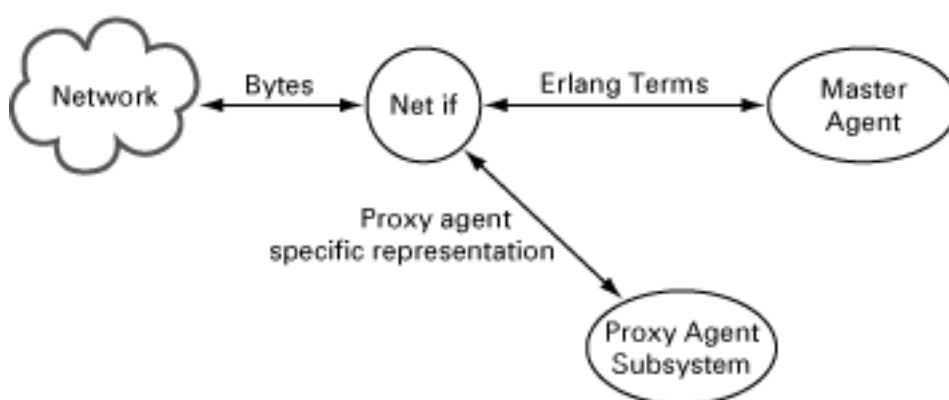 Network
Bytes
Net if
Erlang Terms
Master
Agent
Proxy agent
specific representation
Proxy Agent
Subsystem